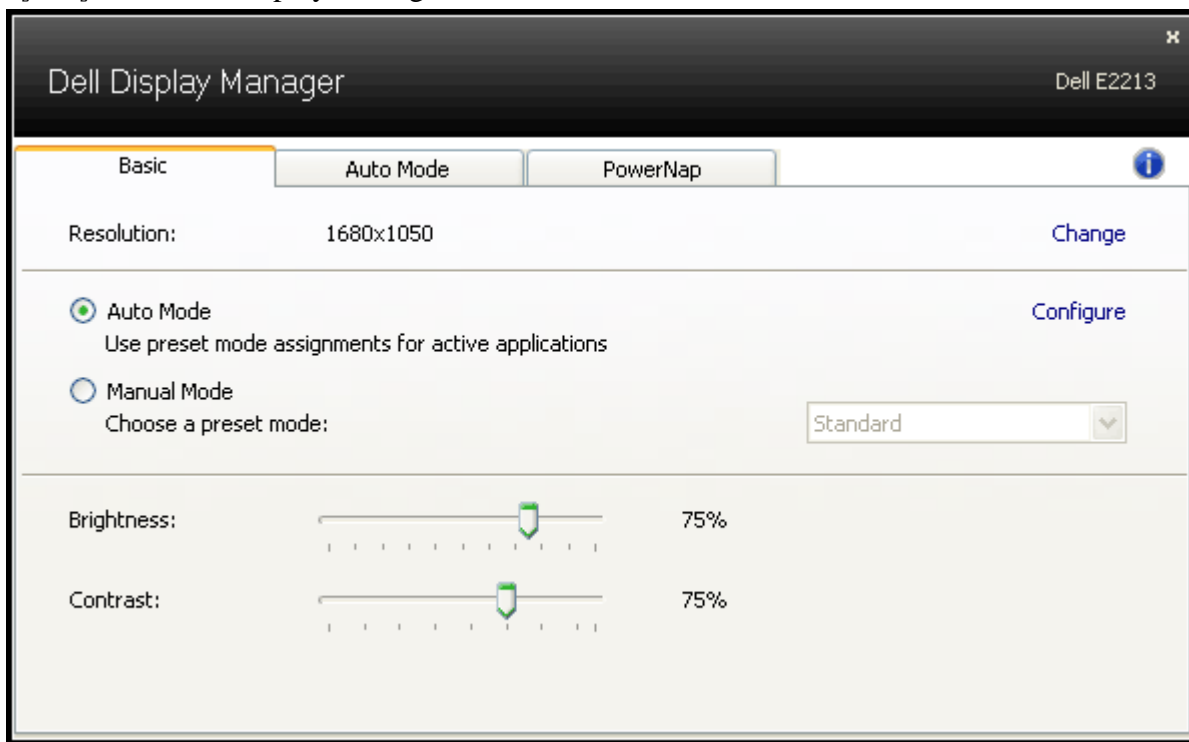 Dell Display Manager
Dell E2213
Basic
Auto Mode
PowerNap
Resolution:
1680x1050
Change
Auto Mode
Configure
Use preset mode assignments for active applications
Manual Mode
Choose a preset mode:
Standard
Brightness:
75%
Contrast:
75%